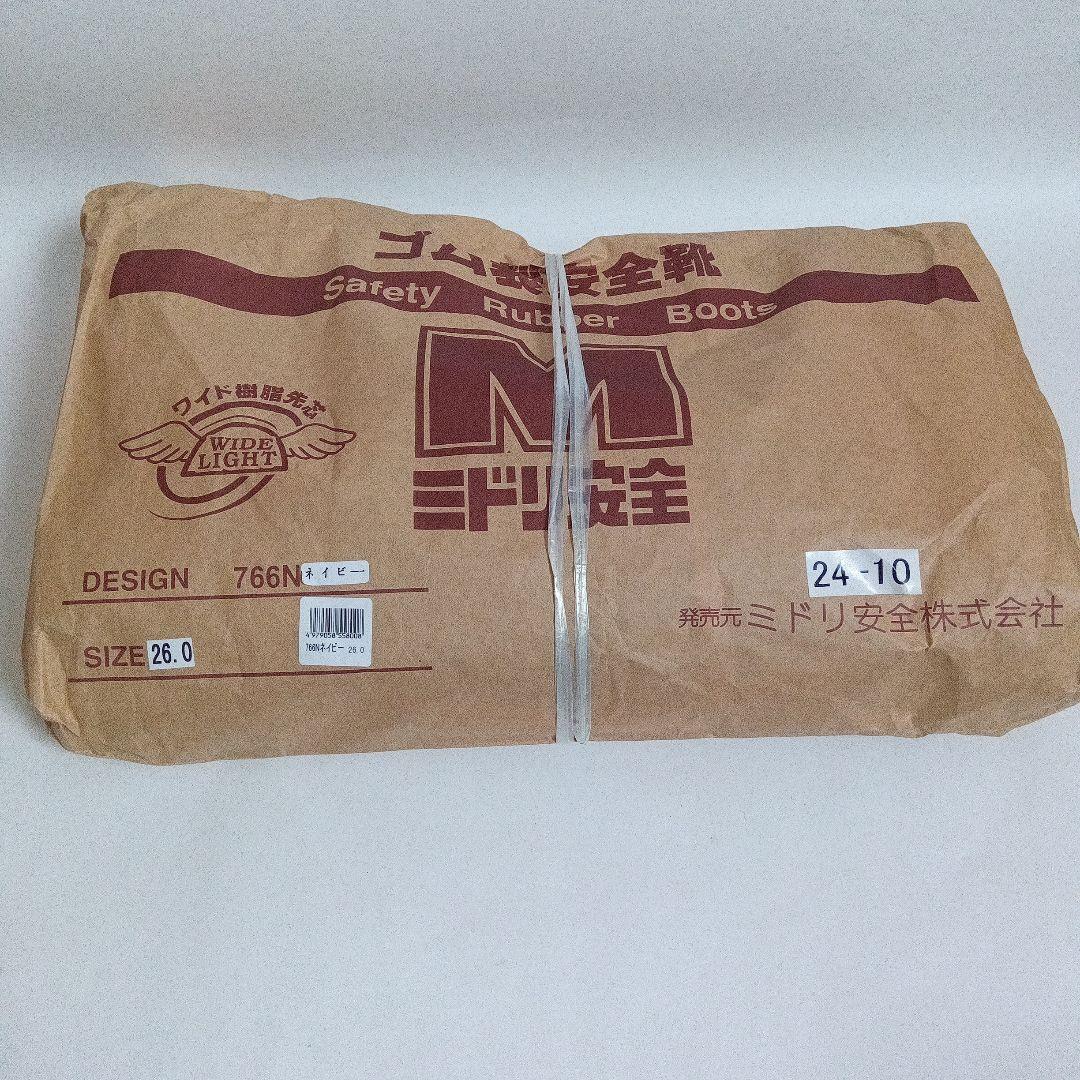 ゴム製安全靴
Safety Rubber Boots
M
ワイド樹脂先芯
WIDE
LIGHT
ミドリ安全
DESIGN 766N ネイビー
24-10
発売元 ミドリ安全株式会社
4979058558008
766Nネイビー 26.0
SIZE 26.0